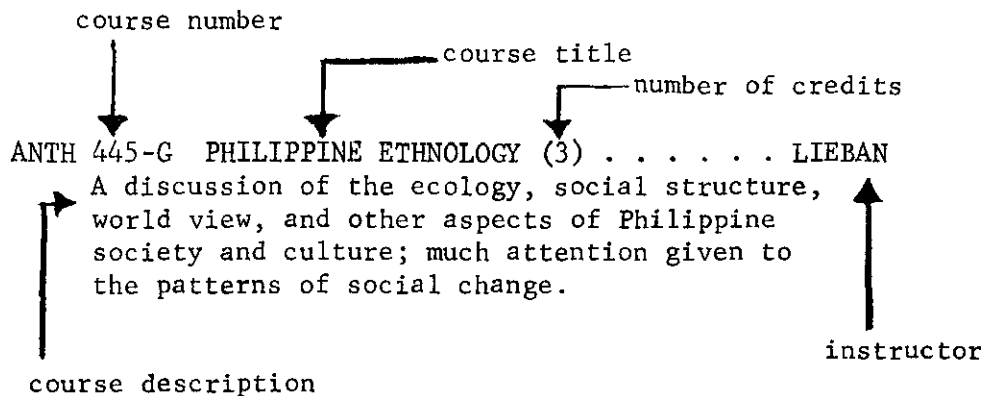 course number
course title
number of credits
ANTH 445-G PHILIPPINE ETHNOLOGY (3) . . . . . . LIEBAN
A discussion of the ecology, social structure,
world view, and other aspects of Philippine
society and culture; much attention given to
the patterns of social change.
instructor
course description